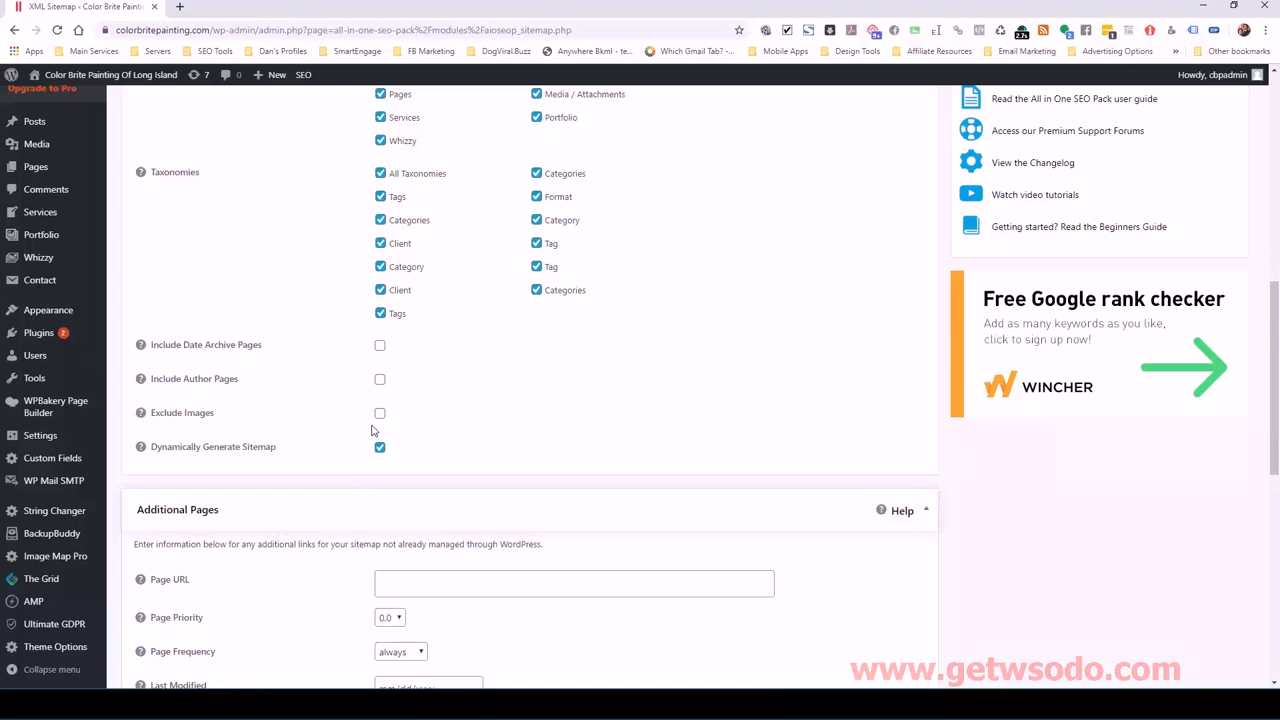 XML Sitemap ‹ Color Brite Painte
colorbritepainting.com/wp-admin/admin.php?page=all-in-one-seo-pack%2Fmodules%2Faioseop_sitemap.php
Apps
Main Services
Servers
SEO Tools
Dan's Profiles
SmartEngage
FB Marketing
DogViral.Buzz
Anywhere Bkml - te...
Which Gmail Tab? -...
Mobile Apps
Design Tools
Affiliate Resources
Email Marketing
Advertising Options
»
Other bookmarks
Color Brite Painting Of Long Island
7
0
New
SEO
Howdy, cbpadmin
Upgrade to Pro
Posts
Media
Pages
Comments
Services
Portfolio
Whizzy
Contact
Appearance
Plugins 2
Users
Tools
WPBakery Page
Builder
Settings
Custom Fields
WP Mail SMTP
String Changer
BackupBuddy
Image Map Pro
The Grid
AMP
Ultimate GDPR
Theme Options
Collapse menu
Pages
Media / Attachments
Services
Portfolio
Whizzy
Taxonomies
All Taxonomies
Categories
Tags
Format
Categories
Category
Client
Tag
Category
Tag
Client
Categories
Tags
Include Date Archive Pages
Include Author Pages
Exclude Images
Dynamically Generate Sitemap
Additional Pages
Help
Enter information below for any additional links for your sitemap not already managed through WordPress.
Page URL
Page Priority
0.0
Page Frequency
always
Last Modified
Read the All in One SEO Pack user guide
Access our Premium Support Forums
View the Changelog
Watch video tutorials
Getting started? Read the Beginners Guide
Free Google rank checker
Add as many keywords as you like,
click to sign up now!
WINCHER
www.getwsodo.com